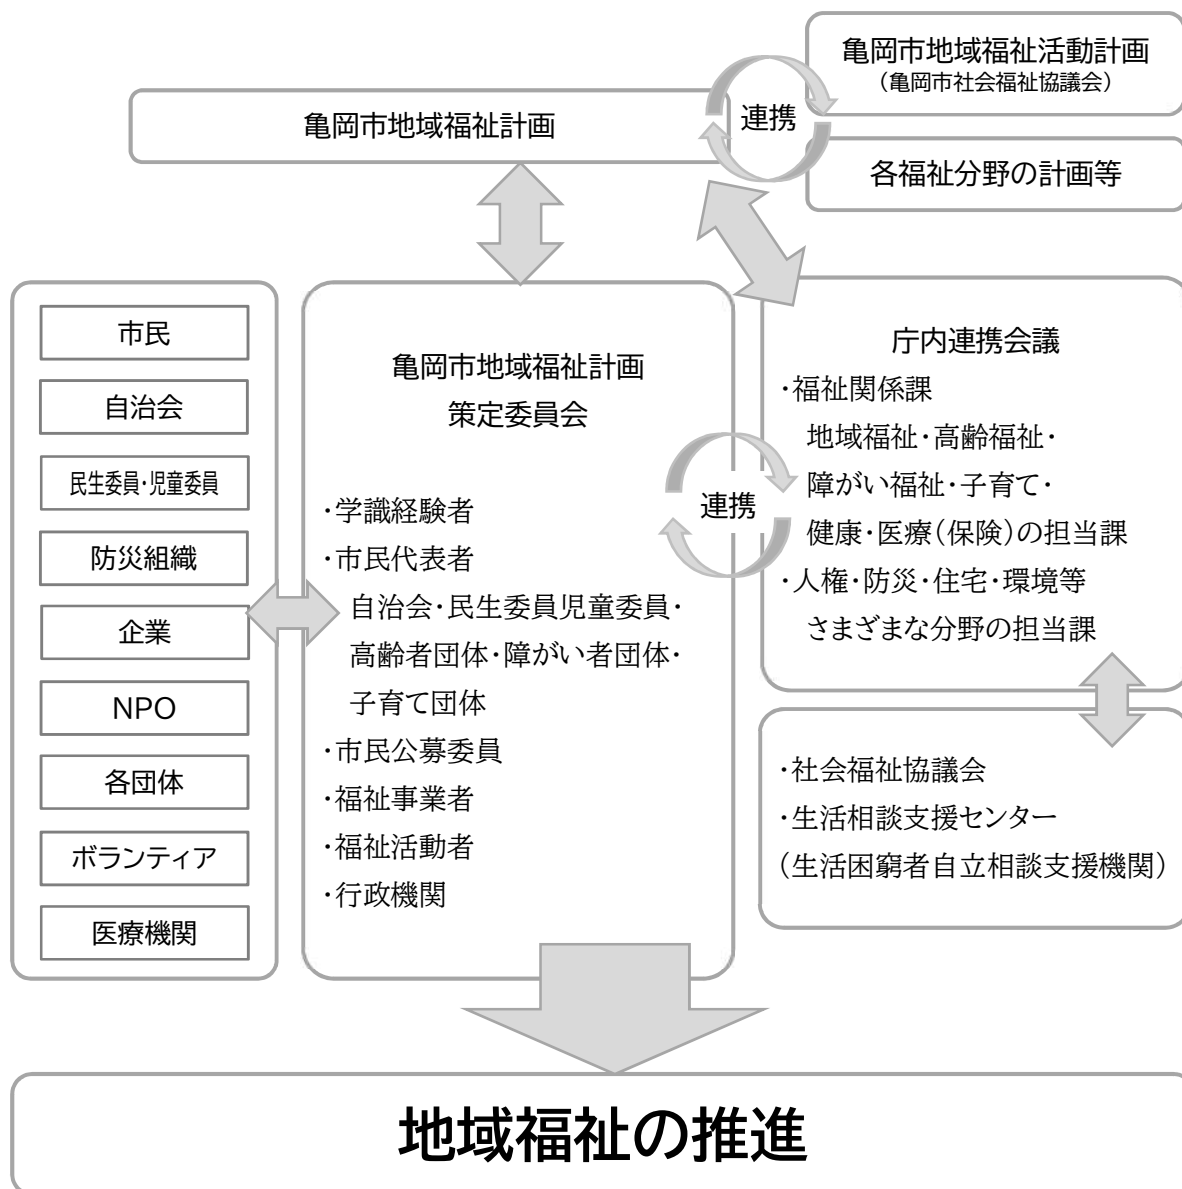 亀岡市地域福祉活動計画
（亀岡市社会福祉協議会）
連携
亀岡市地域福祉計画
各福祉分野の計画等
市民
自治会
民生委員・児童委員
防災組織
企業
NPO
各団体
ボランティア
医療機関
亀岡市地域福祉計画
策定委員会
・学識経験者
・市民代表者
自治会・民生委員児童委員・
高齢者団体・障がい者団体・
子育て団体
・市民公募委員
・福祉事業者
・福祉活動者
・行政機関
連携
庁内連携会議
・福祉関係課
地域福祉・高齢福祉・
障がい福祉・子育て・
健康・医療（保険）の担当課
・人権・防災・住宅・環境等
さまざまな分野の担当課
・社会福祉協議会
・生活相談支援センター
（生活困窮者自立相談支援機関）
地域福祉の推進